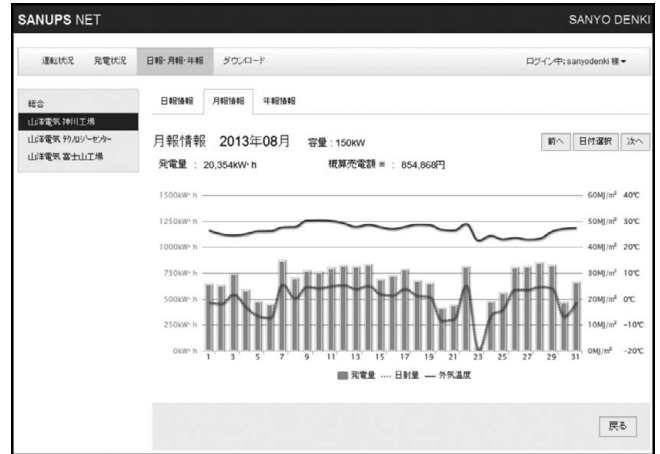 SANUPS NET
SANYO DENKI
運転状況 発電状況 日報・月報・年報 ダウンロード ログイン中: sanyodenki 様
総合
山洋電気 神川工場
山洋電気 テクノロジーセンター
山洋電気 富士山工場
日報情報 月報情報 年報情報
月報情報 2013年08月 容量 : 150kW
前へ 日付選択 次へ
発電量 : 20,354kW·h 概算売電額 ※ : 854,868円
1500kW·h 60MJ/m² 40℃
1250kW·h 50MJ/m² 30℃
1000kW·h 40MJ/m² 20℃
750kW·h 30MJ/m² 10℃
500kW·h 20MJ/m² 0℃
250kW·h 10MJ/m² -10℃
0kW·h 0MJ/m² -20℃
1 3 5 7 9 11 13 15 17 19 21 23 25 27 29 31
発電量 日射量 外気温度
戻る